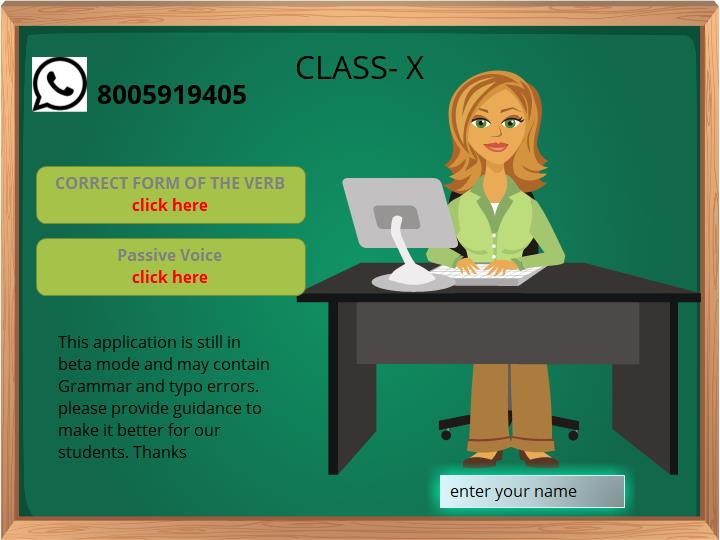 CLASS- X
8005919405
CORRECT FORM OF THE VERB
click here
Passive Voice
click here
This application is still in
beta mode and may contain
Grammar and typo errors.
please provide guidance to
make it better for our
students. Thanks
enter your name